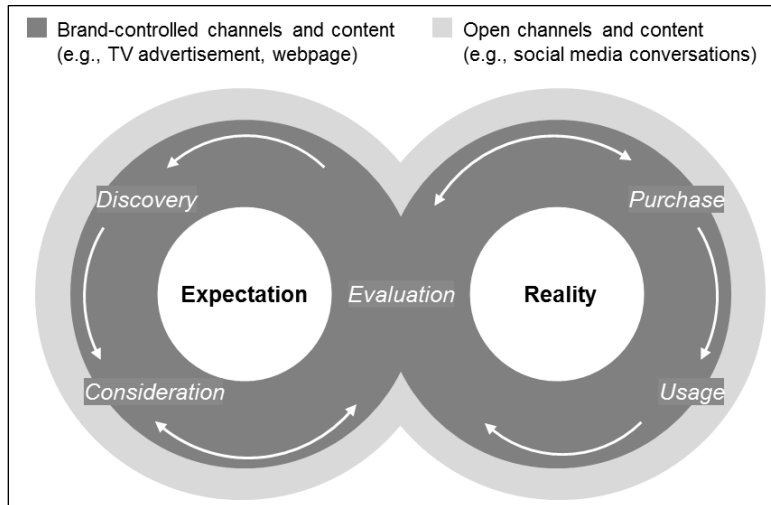 Brand-controlled channels and content
(e.g., TV advertisement, webpage)
Open channels and content
(e.g., social media conversations)
Discovery
Purchase
Expectation
Evaluation
Reality
Consideration
Usage